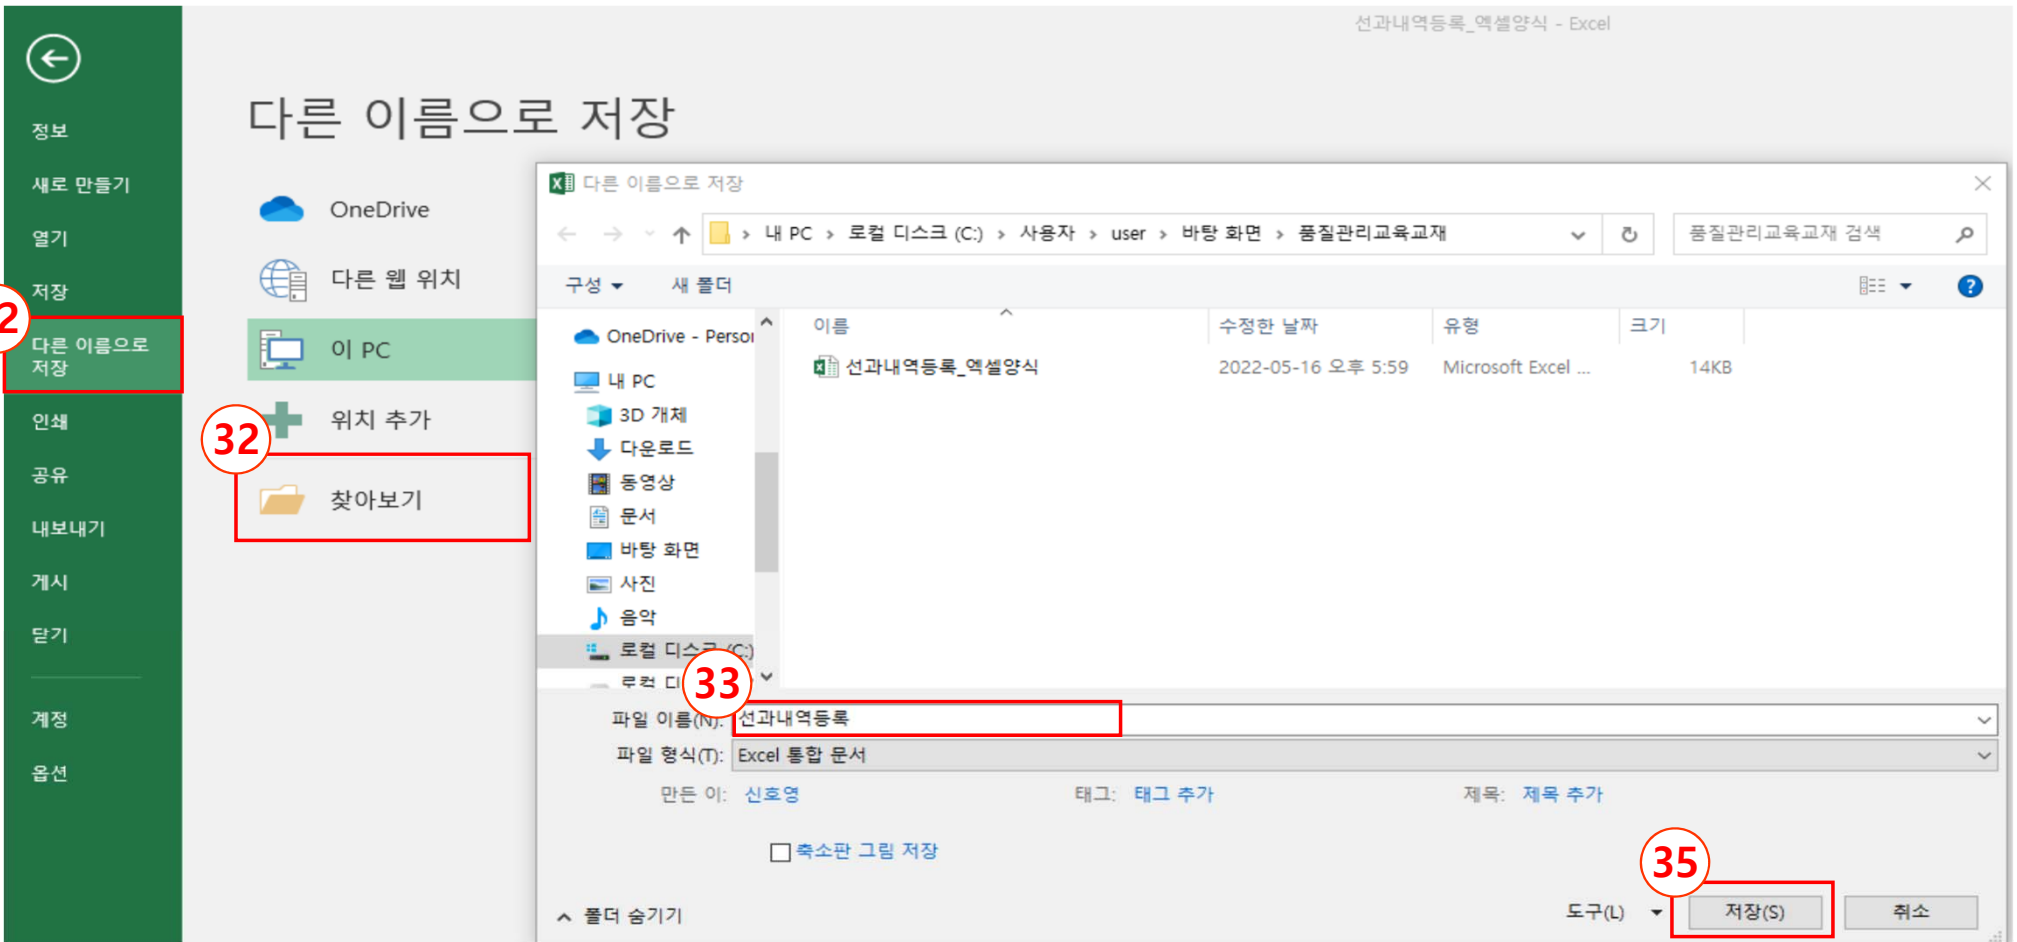 선과내역등록_엑셀양식 - Excel
정보
새로 만들기
열기
저장
2
다른 이름으로
저장
인쇄
공유
내보내기
게시
닫기
계정
옵션
다른 이름으로 저장
OneDrive
다른 웹 위치
이 PC
위치 추가
32
찾아보기
다른 이름으로 저장
내 PC › 로컬 디스크 (C:) › 사용자 › user › 바탕 화면 › 품질관리교육교재
품질관리교육교재 검색
구성 새 폴더
OneDrive - Person
내 PC
3D 개체
다운로드
동영상
문서
바탕 화면
사진
음악
로컬 디스크 (C:)
로컬 디
이름 수정한 날짜 유형 크기
선과내역등록_엑셀양식 2022-05-16 오후 5:59 Microsoft Excel ... 14KB
33
파일 이름(N): 선과내역등록
파일 형식(T): Excel 통합 문서
만든 이: 신호영 태그: 태그 추가 제목: 제목 추가
축소판 그림 저장
35
폴더 숨기기
도구(L) 저장(S) 취소